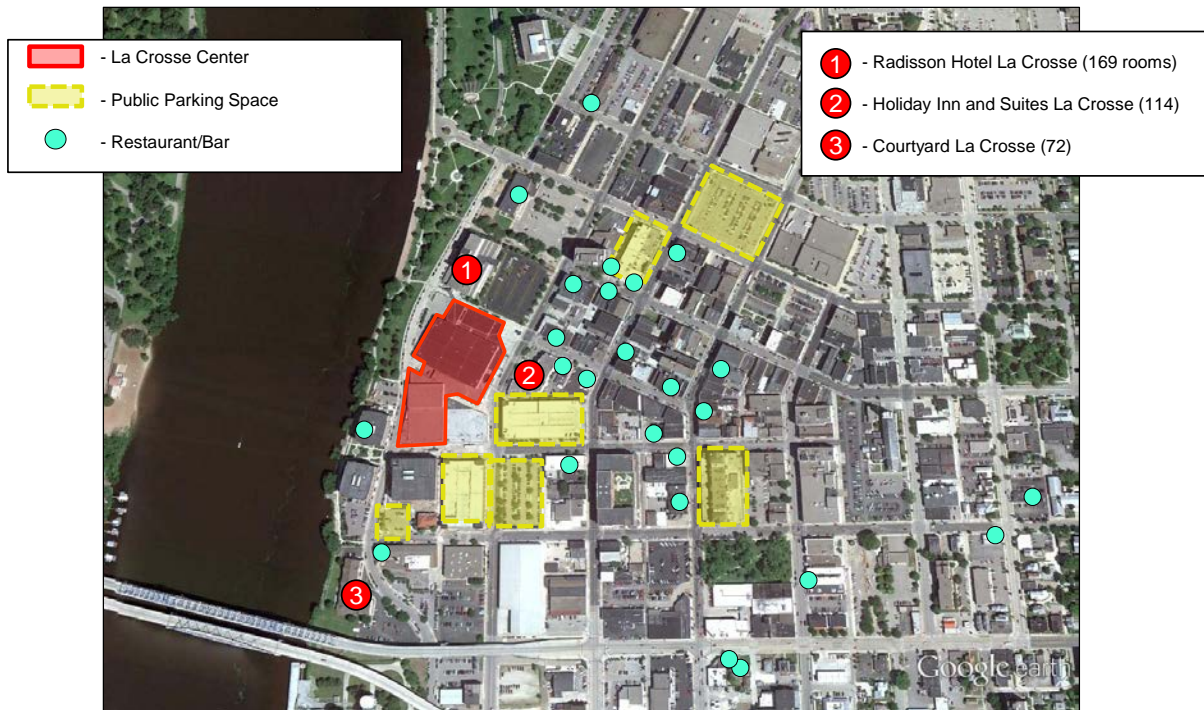 - La Crosse Center
- Public Parking Space
- Restaurant/Bar
1 - Radisson Hotel La Crosse (169 rooms)
2 - Holiday Inn and Suites La Crosse (114)
3 - Courtyard La Crosse (72)
1
2
3
Google earth